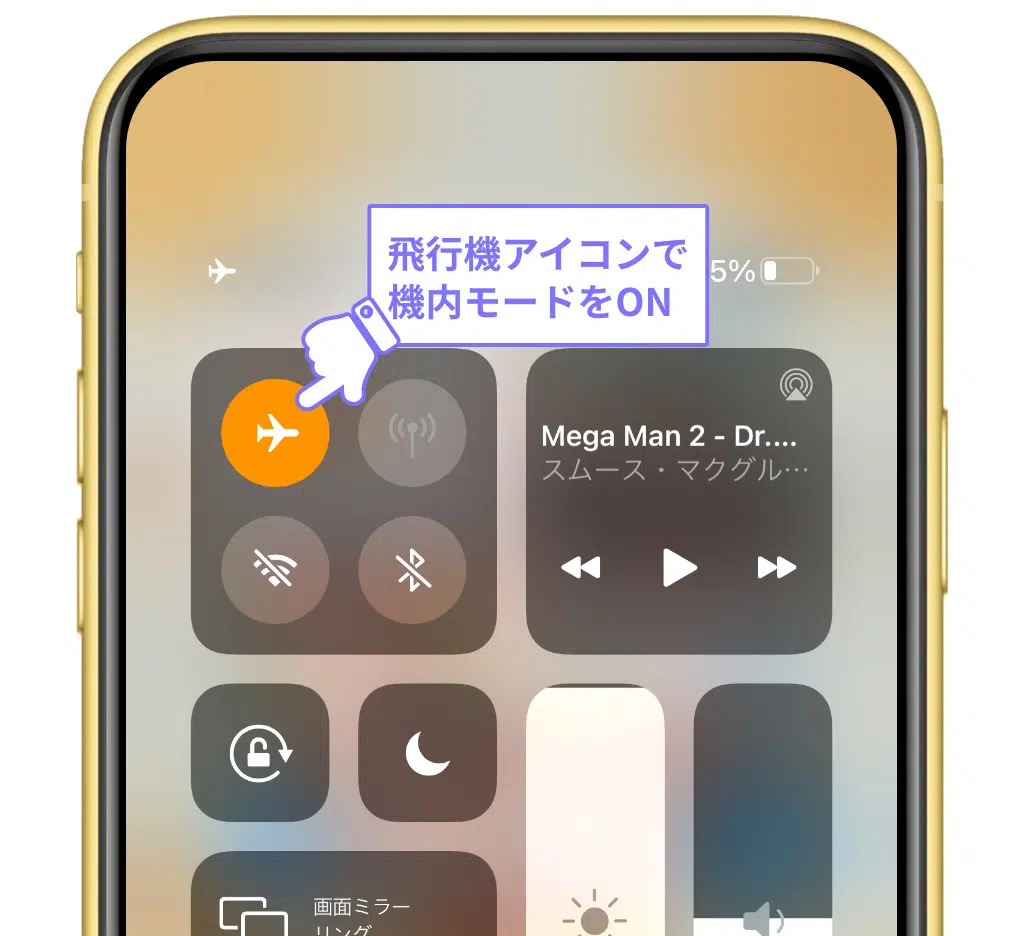 飛行機アイコンで
機内モードをON
5%
Mega Man 2 - Dr....
スムース・マクグル…
画面ミラー
リング